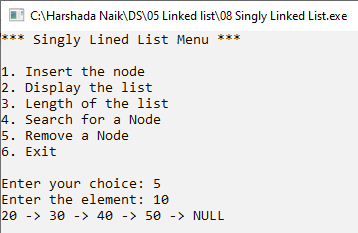 C:\Harshada Naik\DS\05 Linked list\08 Singly Linked List.exe
*** Singly Lined List Menu ***
1. Insert the node
2. Display the list
3. Length of the list
4. Search for a Node
5. Remove a Node
6. Exit
Enter your choice: 5
Enter the element: 10
20 -> 30 -> 40 -> 50 -> NULL